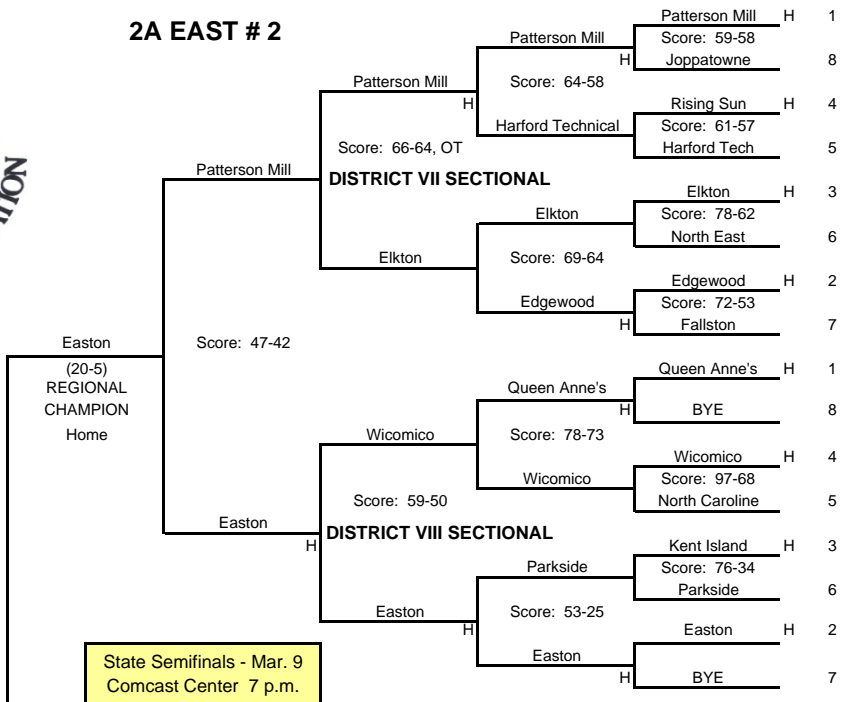 2A EAST # 2
Patterson Mill H 1
Score: 59-58
Joppatowne 8
Patterson Mill
H
Score: 64-58
Rising Sun H 4
Score: 61-57
Harford Tech 5
Harford Technical
Patterson Mill
H
Score: 66-64, OT
DISTRICT VII SECTIONAL
Elkton H 3
Score: 78-62
North East 6
Elkton
Score: 69-64
Edgewood H 2
Score: 72-53
Fallston 7
Edgewood
H
Elkton
Patterson Mill
Score: 47-42
Easton
(20-5)
REGIONAL
CHAMPION
Home
Queen Anne's H 1
BYE 8
Queen Anne's
H
Score: 78-73
Wicomico H 4
Score: 97-68
North Caroline 5
Wicomico
Wicomico
Score: 59-50
DISTRICT VIII SECTIONAL
Easton
H
Kent Island H 3
Score: 76-34
Parkside 6
Parkside
Score: 53-25
Easton H 2
BYE 7
Easton
H
Easton
H
State Semifinals - Mar. 9
Comcast Center 7 p.m.